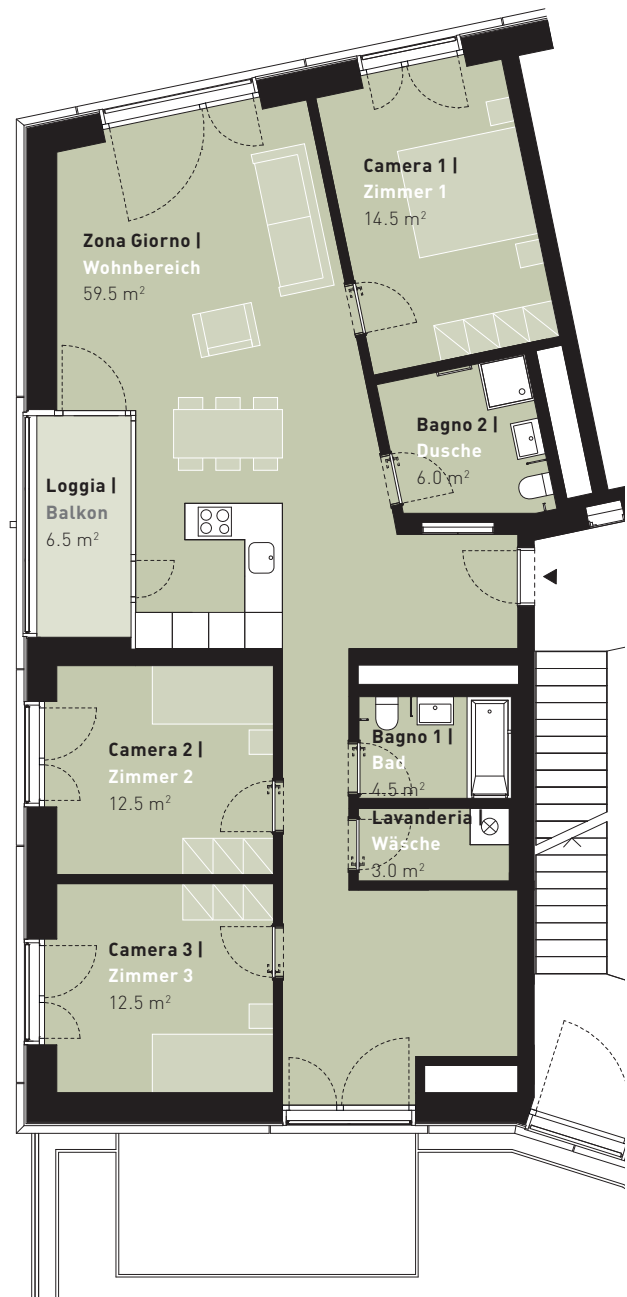 Camera 1 |
Zimmer 1
14.5 m²
Zona Giorno |
Wohnbereich
59.5 m²
Bagno 2 |
Dusche
6.0 m²
Loggia |
Balkon
6.5 m²
Camera 2 |
Zimmer 2
12.5 m²
Bagno 1 |
Bad
4.5 m²
Lavanderia |
Wäsche
3.0 m²
Camera 3 |
Zimmer 3
12.5 m²